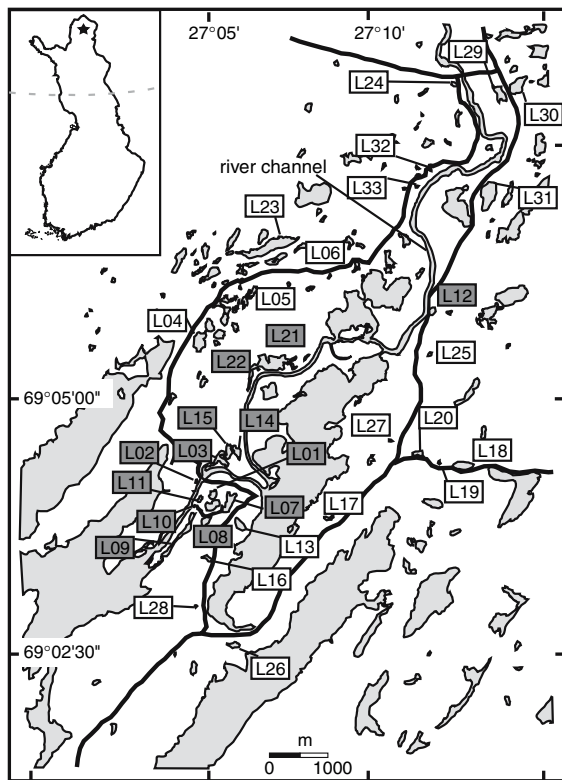 27°05' 27°10'
L29
L24
L30
L32
river channel
L33
L31
L23
L06
L05
L12
L04
L21
L25
L22
69°05'00"
L15
L14
L20
L27
L02
L03
L01
L18
L11
L19
L17
L10
L07
L09
L08
L13
L16
L28
69°02'30"
L26
m
0 1000